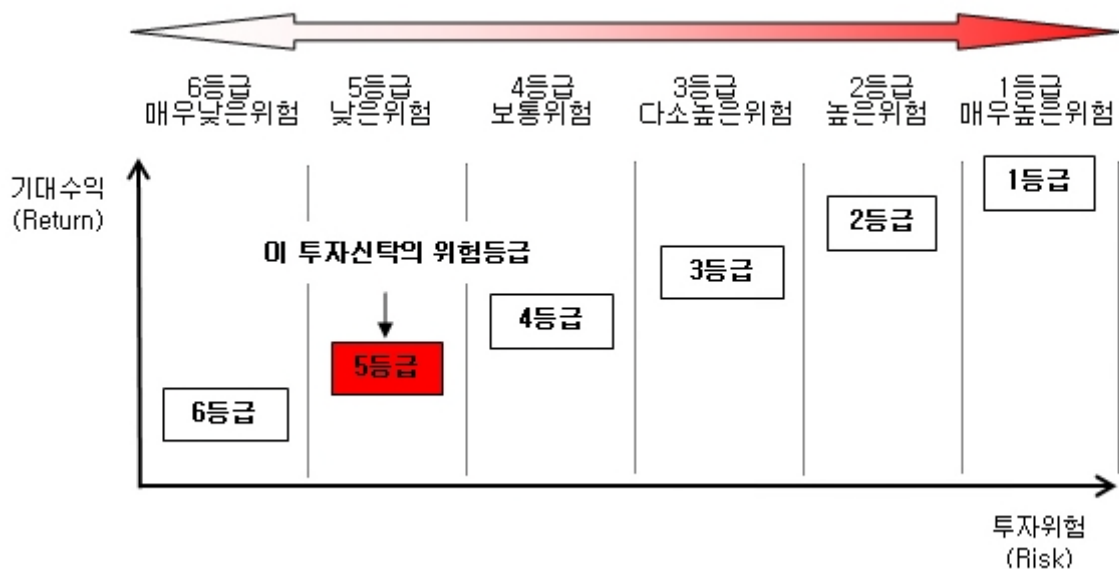 6등급
매우낮은위험
5등급
낮은위험
4등급
보통위험
3등급
다소높은위험
2등급
높은위험
1등급
매우높은위험
기대수익
(Return)
1등급
2등급
이 투자신탁의 위험등급
3등급
4등급
5등급
6등급
투자위험
(Risk)